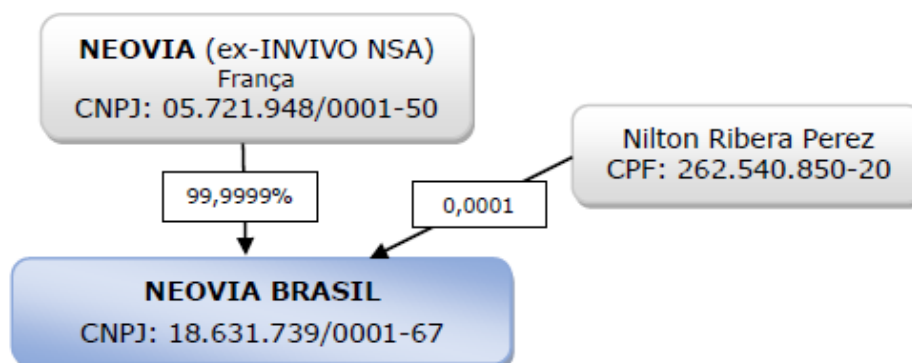 NEOVIA (ex-INVIVO NSA)
França
CNPJ: 05.721.948/0001-50
Nilton Ribera Perez
CPF: 262.540.850-20
99,9999%
0,0001
NEOVIA BRASIL
CNPJ: 18.631.739/0001-67